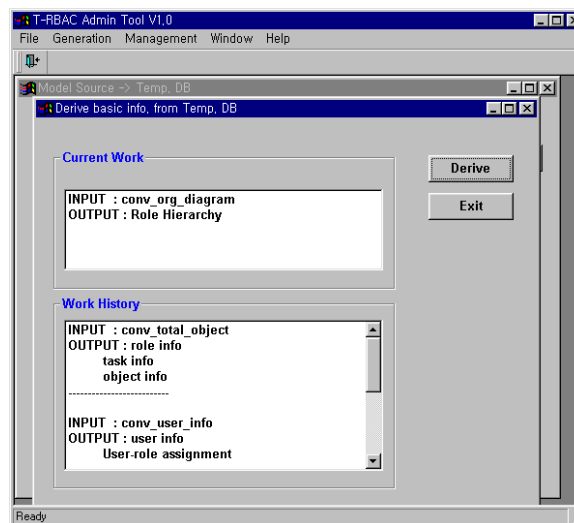 T-RBAC Admin Tool V1,0
File Generation Management Window Help
Model Source -> Temp, DB
Derive basic info, from Temp, DB
Current Work
INPUT : conv_org_diagram
OUTPUT : Role Hierarchy
Derive
Exit
Work History
INPUT : conv_total_object
OUTPUT : role info
task info
object info
-------------------------
INPUT : conv_user_info
OUTPUT : user info
User-role assignment
Ready